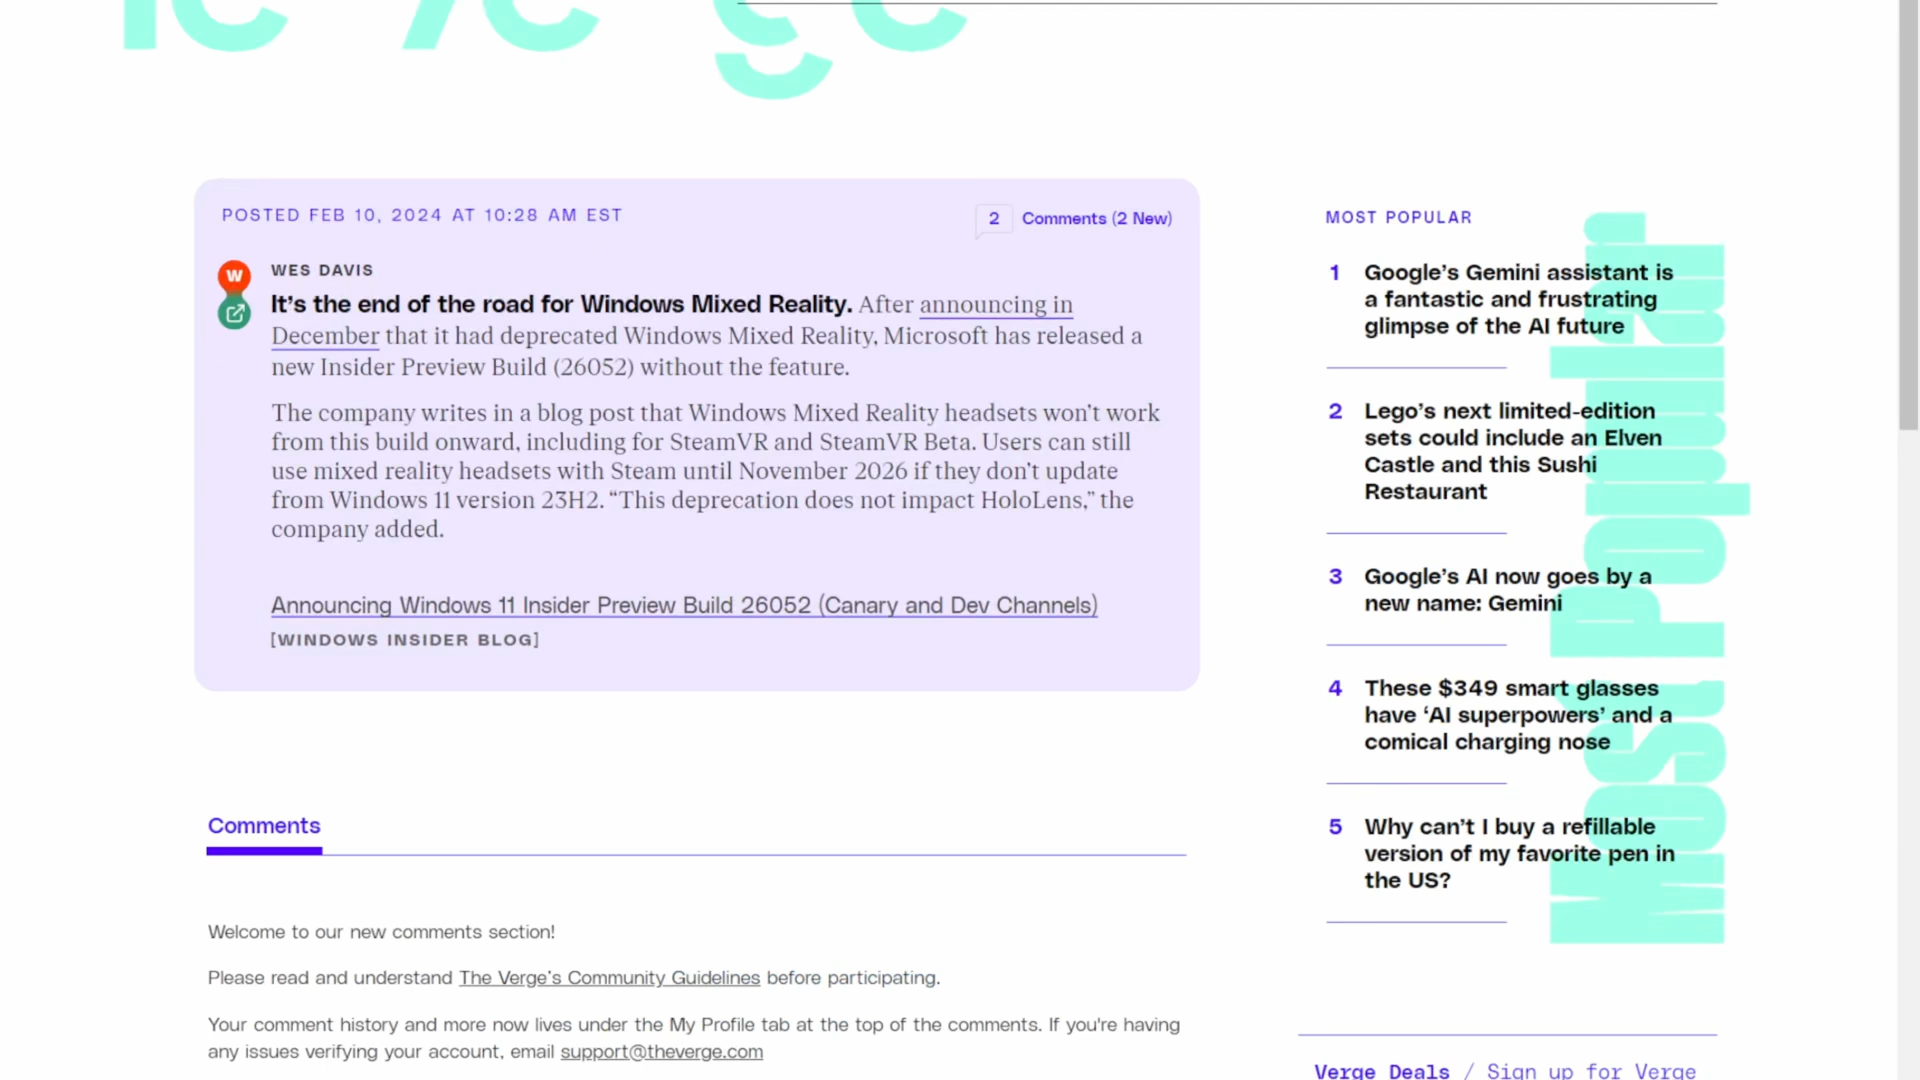 POSTED FEB 10, 2024 AT 10:28 AM EST
2 Comments (2 New)
W
WES DAVIS
It’s the end of the road for Windows Mixed Reality. After announcing in
December that it had deprecated Windows Mixed Reality, Microsoft has released a
new Insider Preview Build (26052) without the feature.
The company writes in a blog post that Windows Mixed Reality headsets won’t work
from this build onward, including for SteamVR and SteamVR Beta. Users can still
use mixed reality headsets with Steam until November 2026 if they don’t update
from Windows 11 version 23H2. “This deprecation does not impact HoloLens,” the
company added.
Announcing Windows 11 Insider Preview Build 26052 (Canary and Dev Channels)
[WINDOWS INSIDER BLOG]
Comments
Welcome to our new comments section!
Please read and understand The Verge’s Community Guidelines before participating.
Your comment history and more now lives under the My Profile tab at the top of the comments. If you're having
any issues verifying your account, email support@theverge.com
MOST POPULAR
Most Popular
1 Google’s Gemini assistant is
a fantastic and frustrating
glimpse of the AI future
2 Lego’s next limited-edition
sets could include an Elven
Castle and this Sushi
Restaurant
3 Google’s AI now goes by a
new name: Gemini
4 These $349 smart glasses
have ‘AI superpowers’ and a
comical charging nose
5 Why can’t I buy a refillable
version of my favorite pen in
the US?
Verge Deals / Sign up for Verge